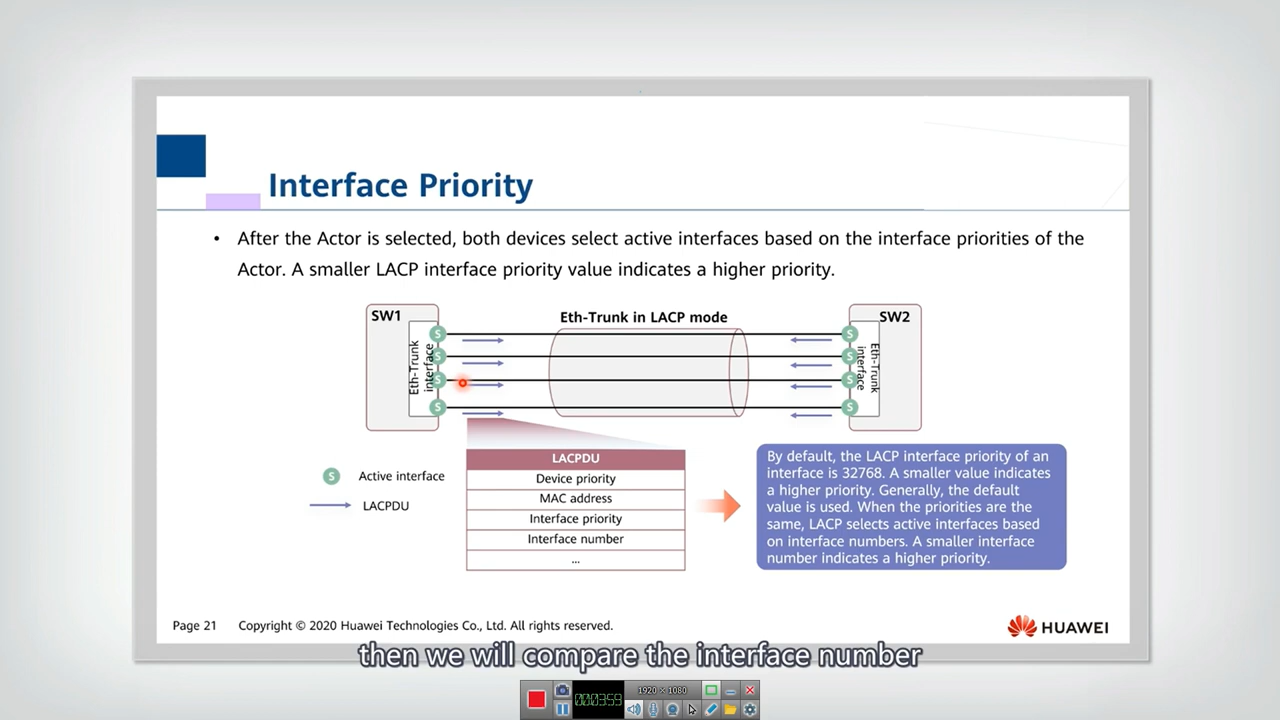 Interface Priority
• After the Actor is selected, both devices select active interfaces based on the interface priorities of the
Actor. A smaller LACP interface priority value indicates a higher priority.
SW1
Eth-Trunk in LACP mode
SW2
Eth-Trunk
interface
S
S
S
S
S
S
S
S
Eth-Trunk
interface
S Active interface
LACPDU
LACPDU
Device priority
MAC address
Interface priority
Interface number
...
By default, the LACP interface priority of an
interface is 32768. A smaller value indicates
a higher priority. Generally, the default
value is used. When the priorities are the
same, LACP selects active interfaces based
on interface numbers. A smaller interface
number indicates a higher priority.
Page 21 Copyright © 2020 Huawei Technologies Co., Ltd. All rights reserved.
HUAWEI
then we will compare the interface number
1920 × 1080
000:03:59